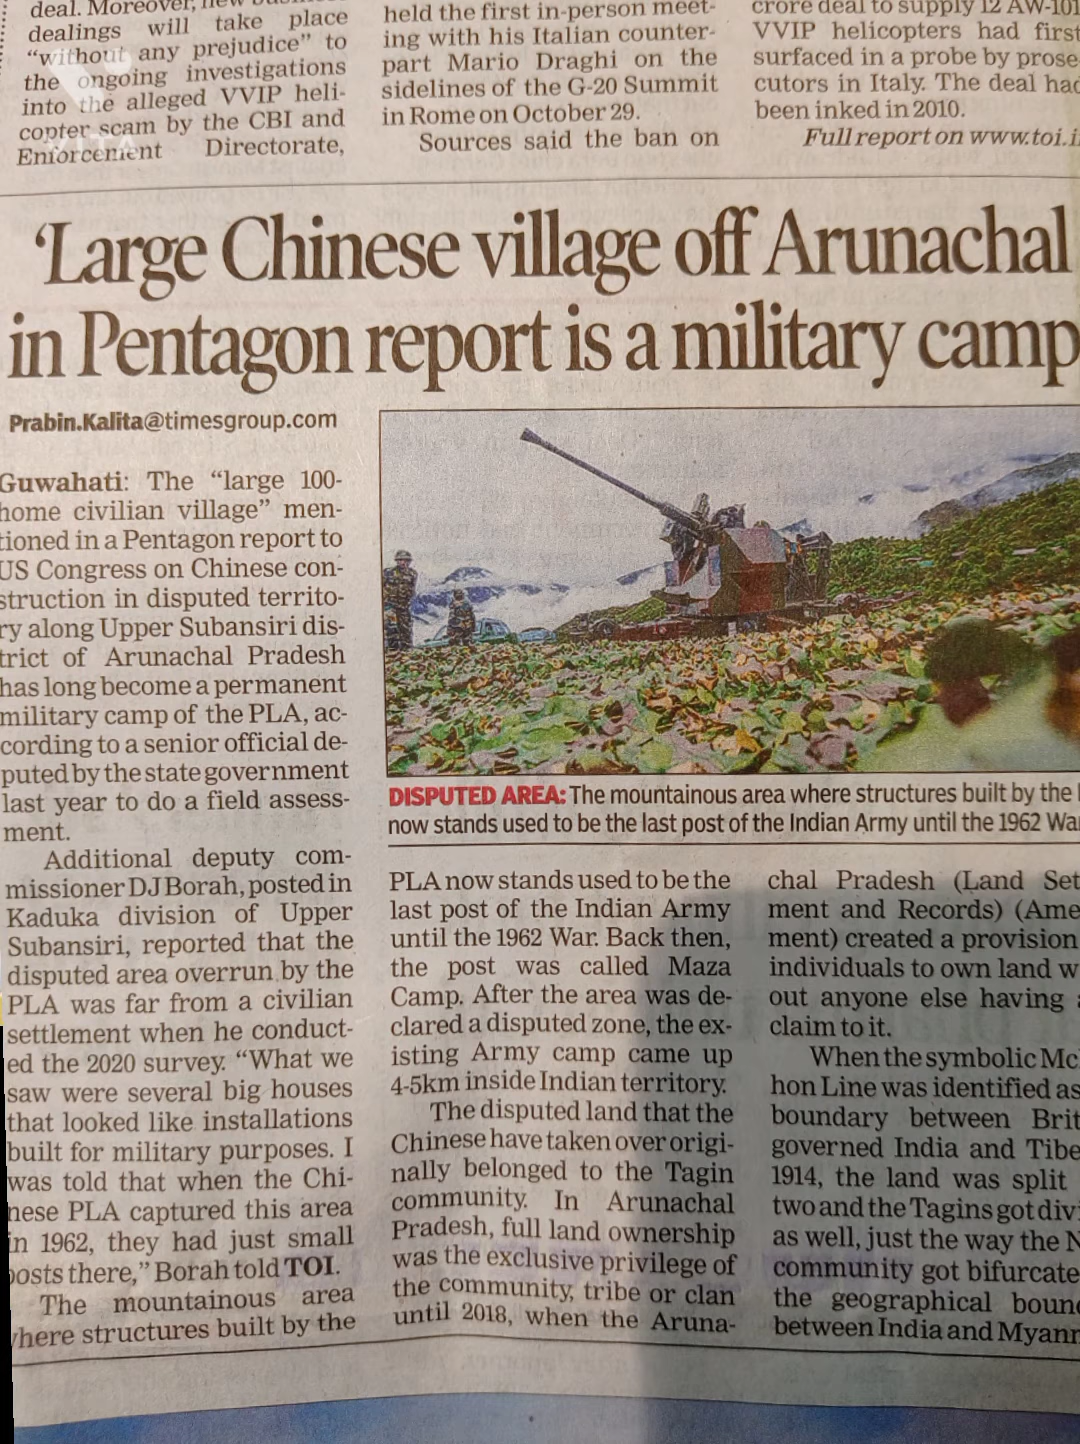 deal. Moreover, new
dealings will take place
“without any prejudice” to
the ongoing investigations
into the alleged VVIP heli-
copter scam by the CBI and
Enforcement Directorate,
held the first in-person meet-
ing with his Italian counter-
part Mario Draghi on the
sidelines of the G-20 Summit
in Rome on October 29.
Sources said the ban on
crore deal to supply 12 AW-101
VVIP helicopters had first
surfaced in a probe by prose-
cutors in Italy. The deal had
been inked in 2010.
Full report on www.toi.i
‘Large Chinese village off Arunachal
in Pentagon report is a military camp
Prabin.Kalita@timesgroup.com
Guwahati: The “large 100-
home civilian village” men-
tioned in a Pentagon report to
US Congress on Chinese con-
struction in disputed territo-
ry along Upper Subansiri dis-
trict of Arunachal Pradesh
has long become a permanent
military camp of the PLA, ac-
cording to a senior official de-
puted by the state government
last year to do a field assess-
ment.
Additional deputy com-
missioner DJ Borah, posted in
Kaduka division of Upper
Subansiri, reported that the
disputed area overrun by the
PLA was far from a civilian
settlement when he conduct-
ed the 2020 survey. “What we
saw were several big houses
that looked like installations
built for military purposes. I
was told that when the Chi-
nese PLA captured this area
in 1962, they had just small
posts there,” Borah told TOI.
The mountainous area
where structures built by the
DISPUTED AREA: The mountainous area where structures built by the
now stands used to be the last post of the Indian Army until the 1962 Wa
PLA now stands used to be the
last post of the Indian Army
until the 1962 War. Back then,
the post was called Maza
Camp. After the area was de-
clared a disputed zone, the ex-
isting Army camp came up
4-5km inside Indian territory.
The disputed land that the
Chinese have taken over origi-
nally belonged to the Tagin
community. In Arunachal
Pradesh, full land ownership
was the exclusive privilege of
the community, tribe or clan
until 2018, when the Aruna-
chal Pradesh (Land Set
ment and Records) (Ame
ment) created a provision
individuals to own land w
out anyone else having a
claim to it.
When the symbolic Mc
hon Line was identified as
boundary between Brit
governed India and Tibe
1914, the land was split
two and the Tagins got divi
as well, just the way the N
community got bifurcate
the geographical boun
between India and Myanm